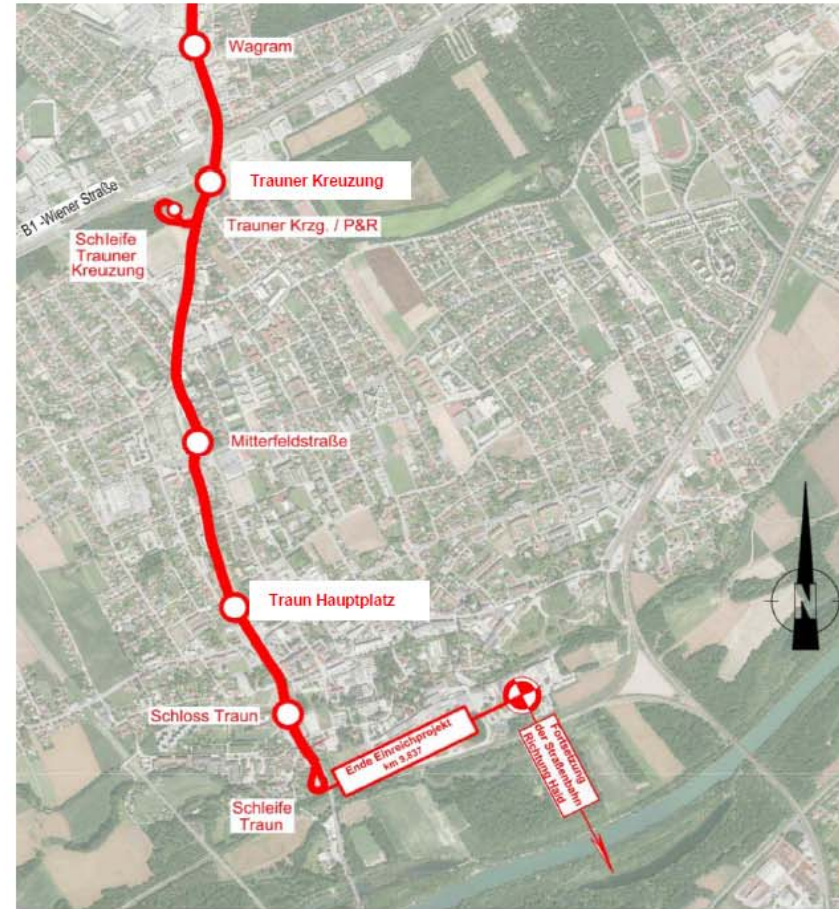 Wagram
Trauner Kreuzung
B1 -Wiener Straße
Trauner Krzg. / P&R
Schleife
Trauner
Kreuzung
Mitterfeldstraße
N
Traun Hauptplatz
Schloss Traun
Ende Einreichprojekt
km 9,837
Fortsetzung
der Straßenbahn
Richtung Haid
Schleife
Traun